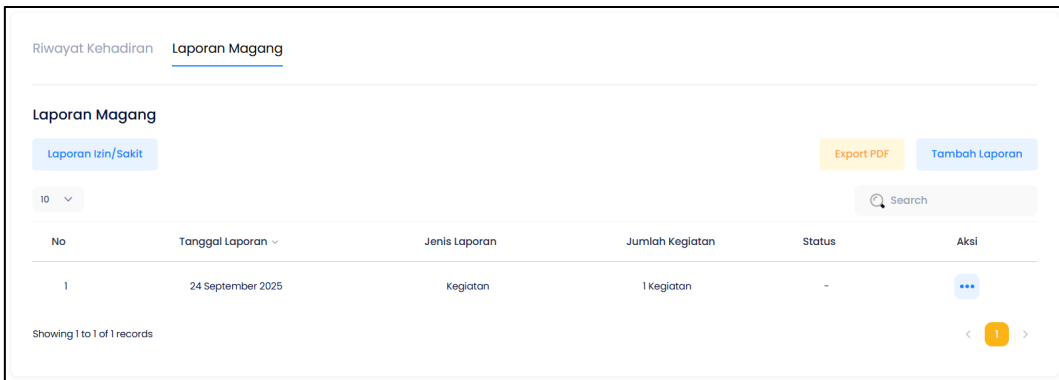 Riwayat Kehadiran Laporan Magang
Laporan Magang
Laporan Izin/Sakit Export PDF Tambah Laporan
10 Search
No Tanggal Laporan Jenis Laporan Jumlah Kegiatan Status Aksi
1 24 September 2025 Kegiatan 1 Kegiatan -
Showing 1 to 1 of 1 records < 1 >